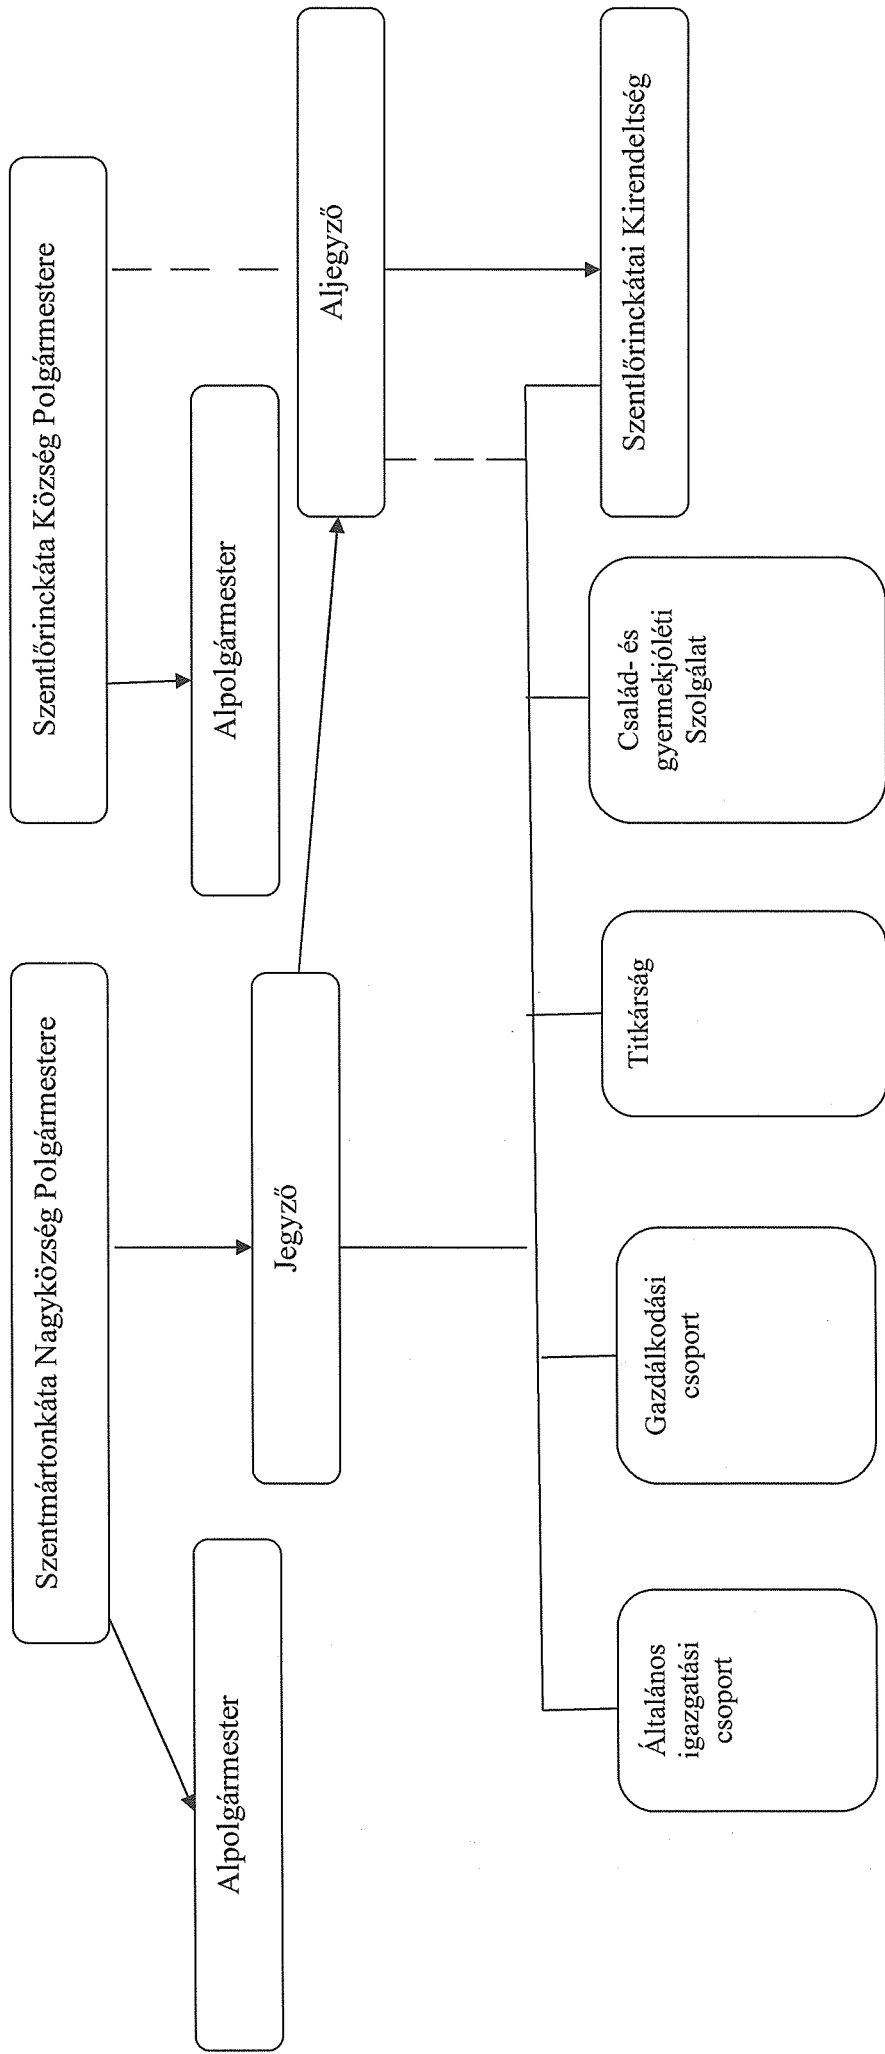 Szentmártonkáta Nagyközség Polgármestere
Szentlőrinckáta Község Polgármestere
Alpolgármester
Alpolgármester
Jegyző
Aljegyző
Általános
igazgatási
csoport
Gazdálkodási
csoport
Titkárság
Család- és
gyermekjóléti
Szolgálat
Szentlőrinckátai Kirendeltség